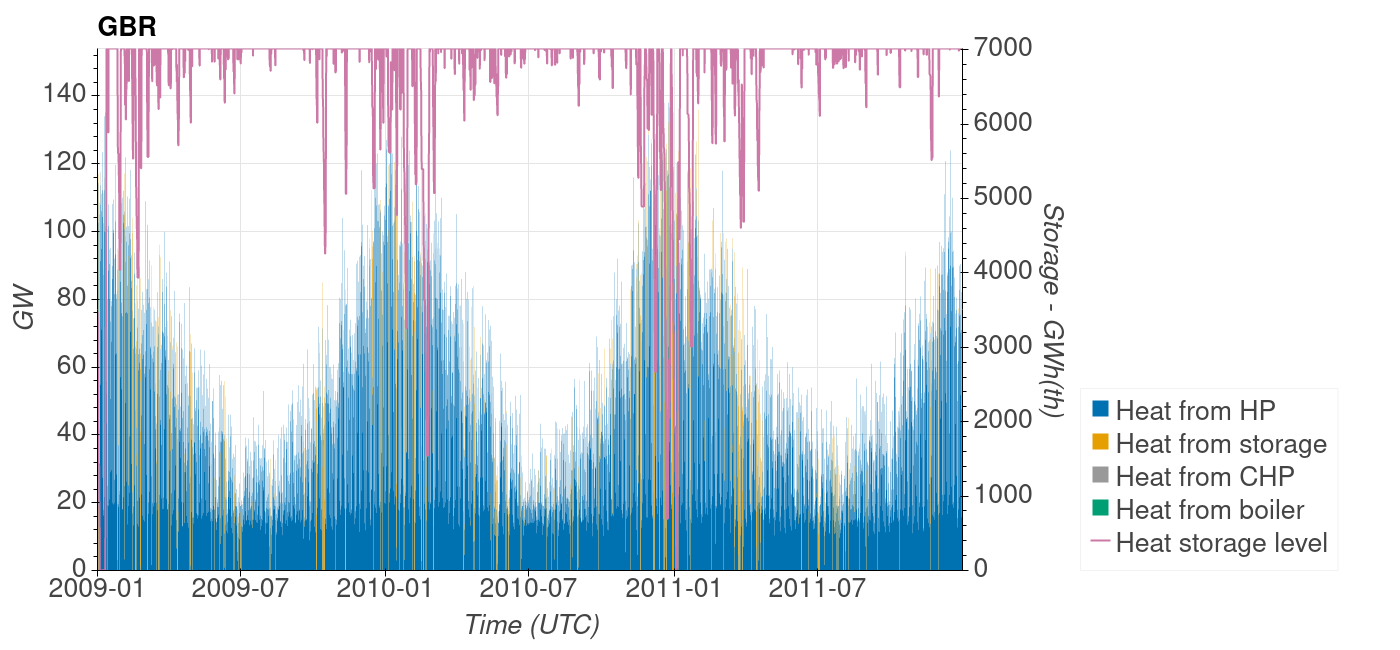 GBR
140
120
100
80
60
40
20
0
GW
7000
6000
5000
4000
3000
2000
1000
0
Storage - GWh(th)
2009-01 2009-07 2010-01 2010-07 2011-01 2011-07
Time (UTC)
Heat from HP
Heat from storage
Heat from CHP
Heat from boiler
Heat storage level